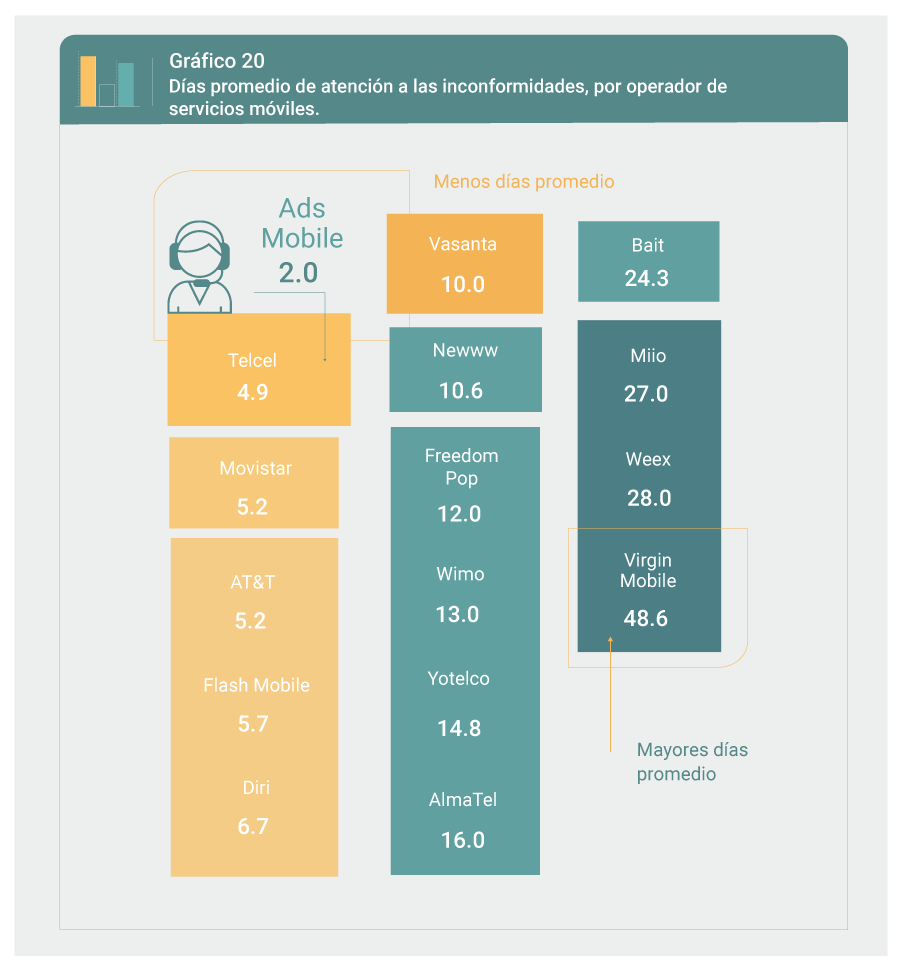 Gráfico 20
Días promedio de atención a las inconformidades, por operador de
servicios móviles.
Menos días promedio
Ads
Mobile
2.0
Telcel
4.9
Movistar
5.2
AT&T
5.2
Flash Mobile
5.7
Diri
6.7
Vasanta
10.0
Newww
10.6
Freedom
Pop
12.0
Wimo
13.0
Yotelco
14.8
AlmaTel
16.0
Bait
24.3
Miio
27.0
Weex
28.0
Virgin
Mobile
48.6
Mayores días
promedio